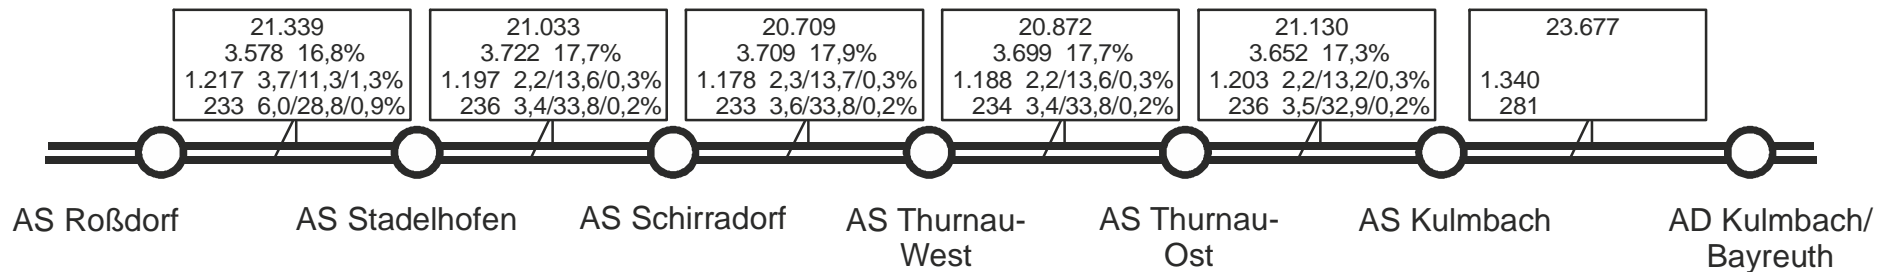 21.339
3.578 16,8%
1.217 3,7/11,3/1,3%
233 6,0/28,8/0,9%
21.033
3.722 17,7%
1.197 2,2/13,6/0,3%
236 3,4/33,8/0,2%
20.709
3.709 17,9%
1.178 2,3/13,7/0,3%
233 3,6/33,8/0,2%
20.872
3.699 17,7%
1.188 2,2/13,6/0,3%
234 3,4/33,8/0,2%
21.130
3.652 17,3%
1.203 2,2/13,2/0,3%
236 3,5/32,9/0,2%
23.677
1.340
281
AS Roßdorf
AS Stadelhofen
AS Schirradorf
AS Thurnau-
West
AS Thurnau-
Ost
AS Kulmbach
AD Kulmbach/
Bayreuth